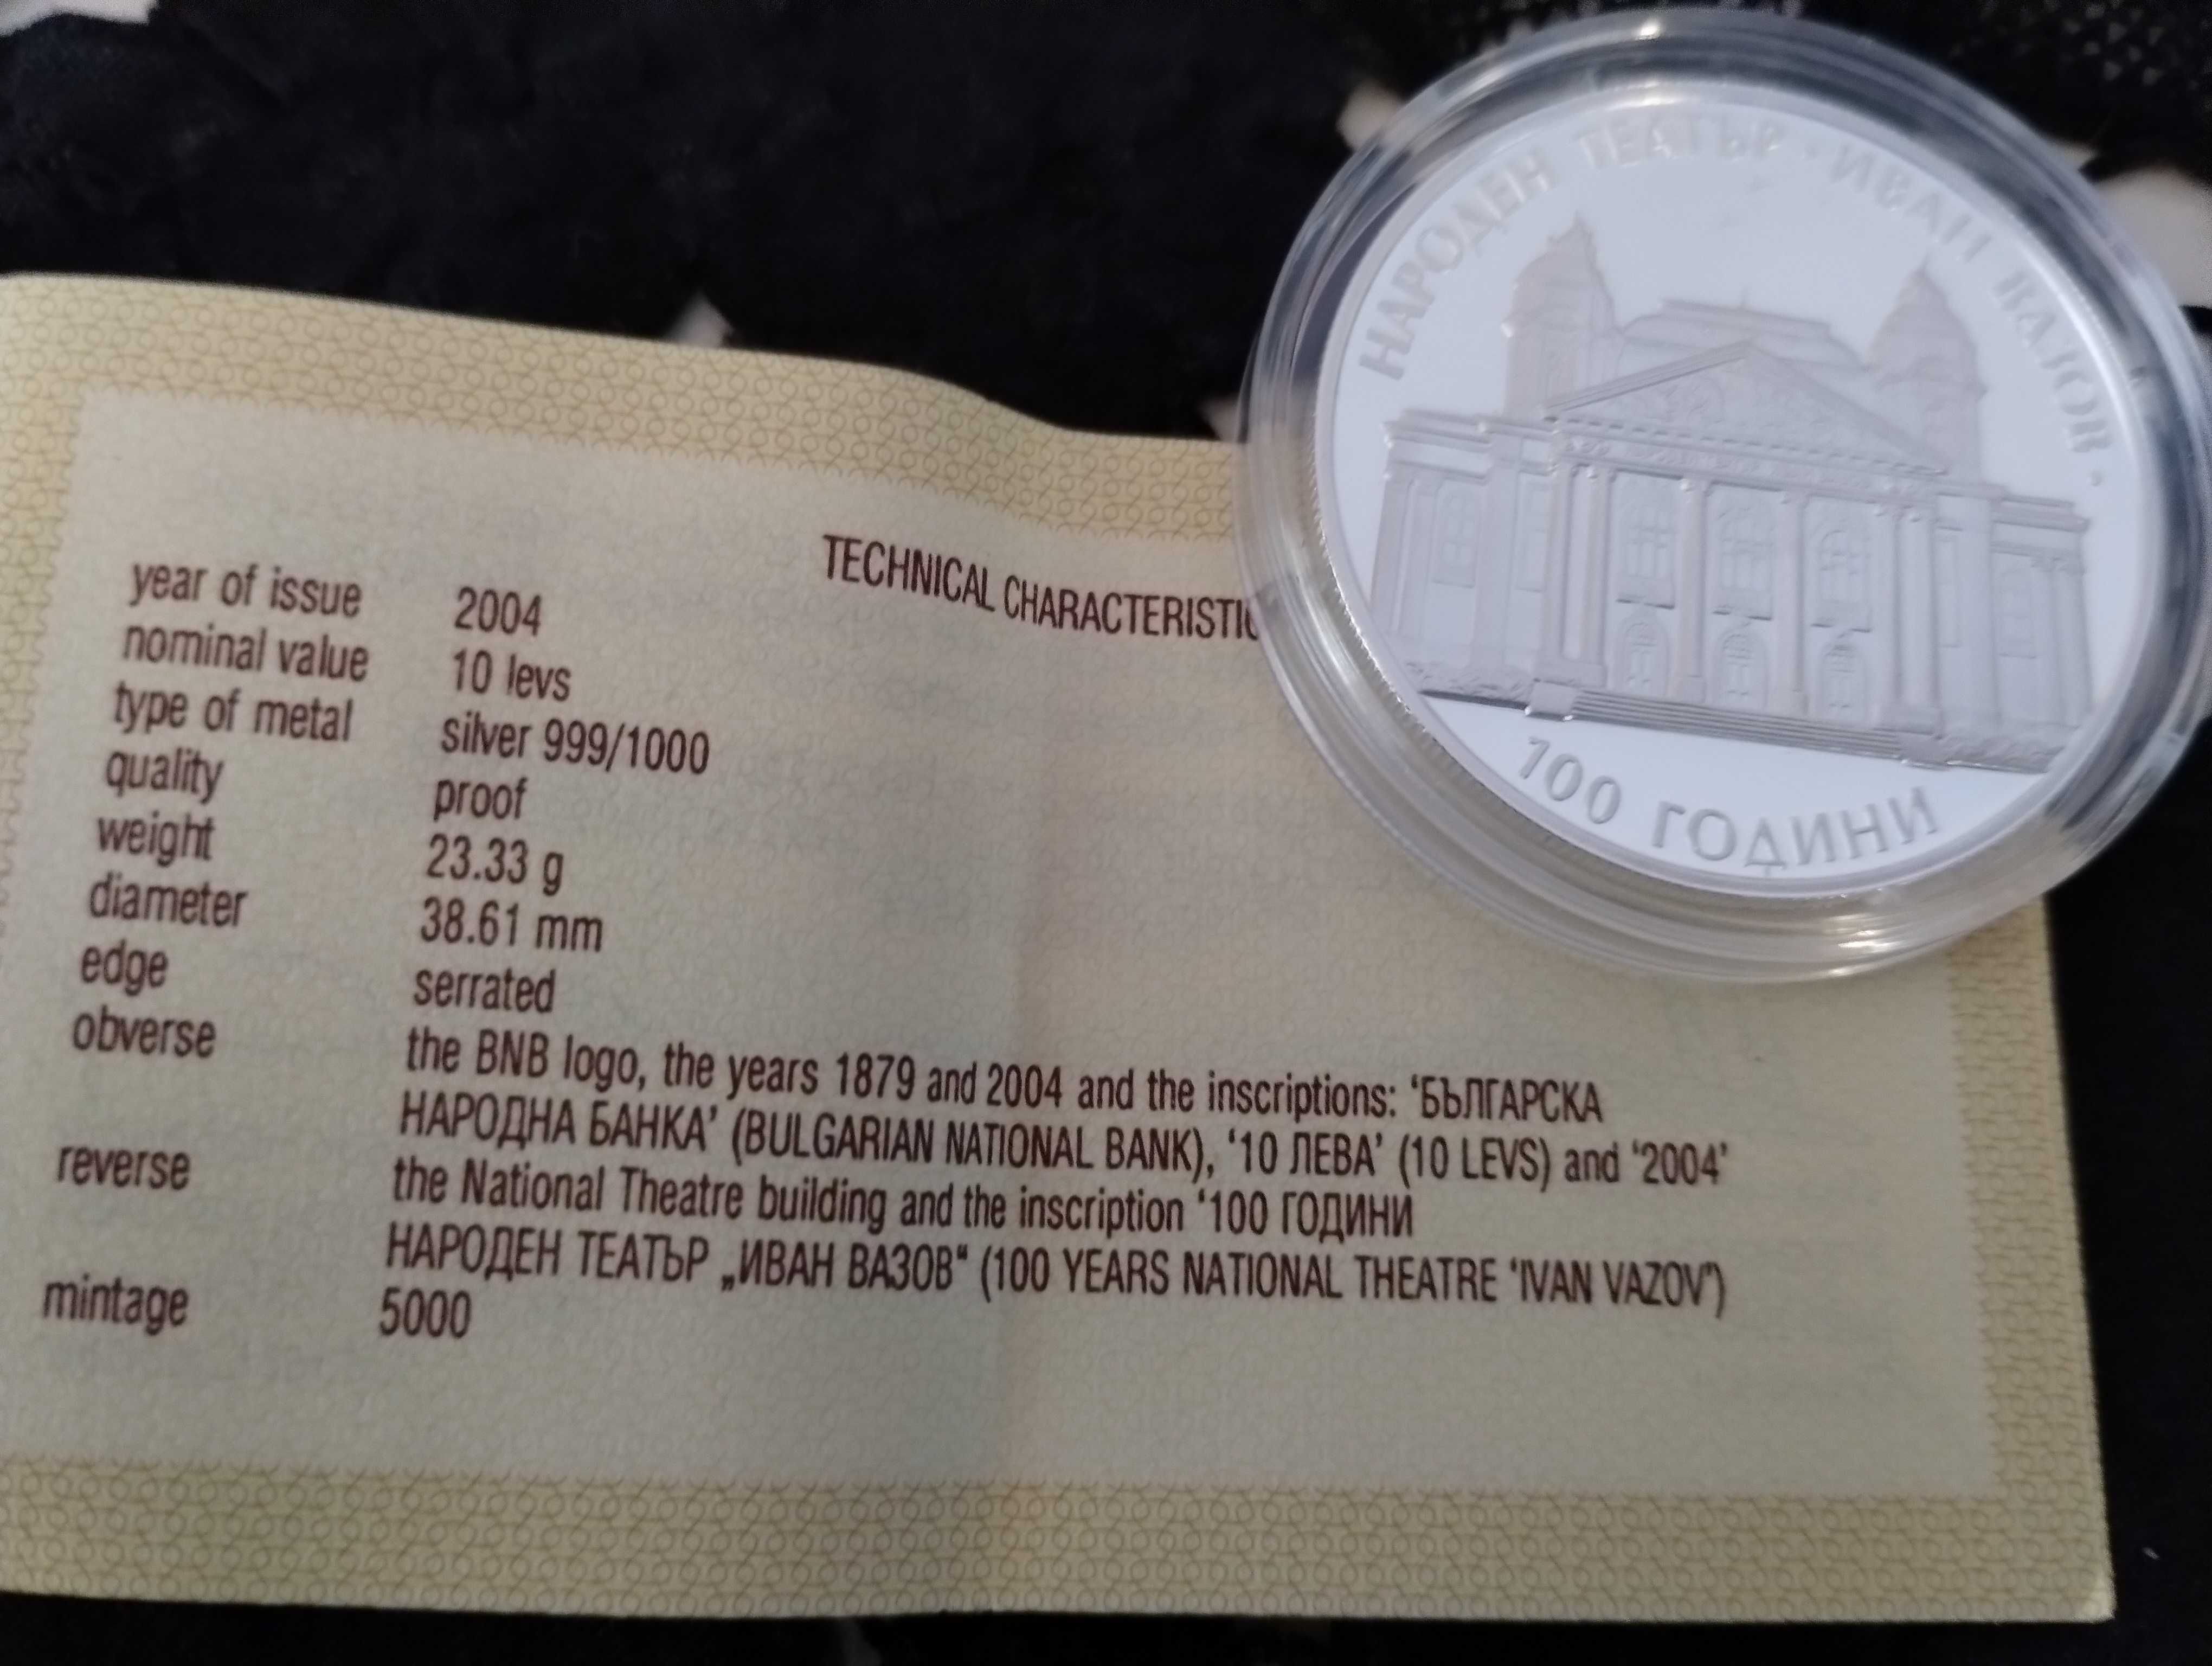 НАРОДЕН ТЕАТЪР · ИВАН ВАЗОВ ·
100 ГОДИНИ
TECHNICAL CHARACTERISTIC
year of issue 2004
nominal value 10 levs
type of metal silver 999/1000
quality proof
weight 23.33 g
diameter 38.61 mm
edge serrated
obverse the BNB logo, the years 1879 and 2004 and the inscriptions: ‘БЪЛГАРСКА
НАРОДНА БАНКА’ (BULGARIAN NATIONAL BANK), ‘10 ЛЕВА’ (10 LEVS) and ‘2004’
reverse the National Theatre building and the inscription ‘100 ГОДИНИ
НАРОДЕН ТЕАТЪР „ИВАН ВАЗОВ“ (100 YEARS NATIONAL THEATRE ‘IVAN VAZOV’)
mintage 5000